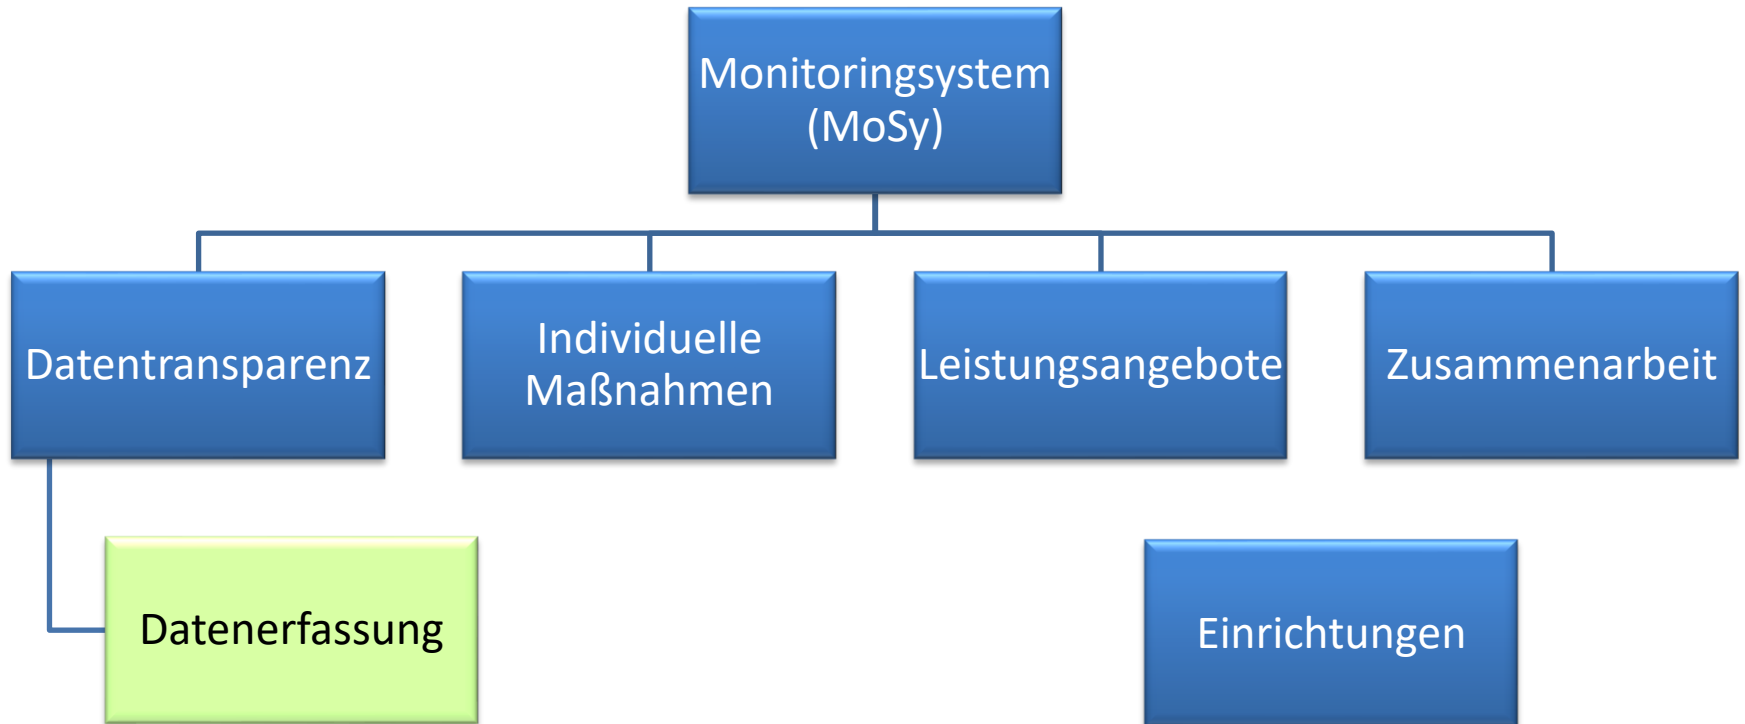 Monitoringsystem
(MoSy)
Datentransparenz
Individuelle
Maßnahmen
Leistungsangebote
Zusammenarbeit
Datenerfassung
Einrichtungen